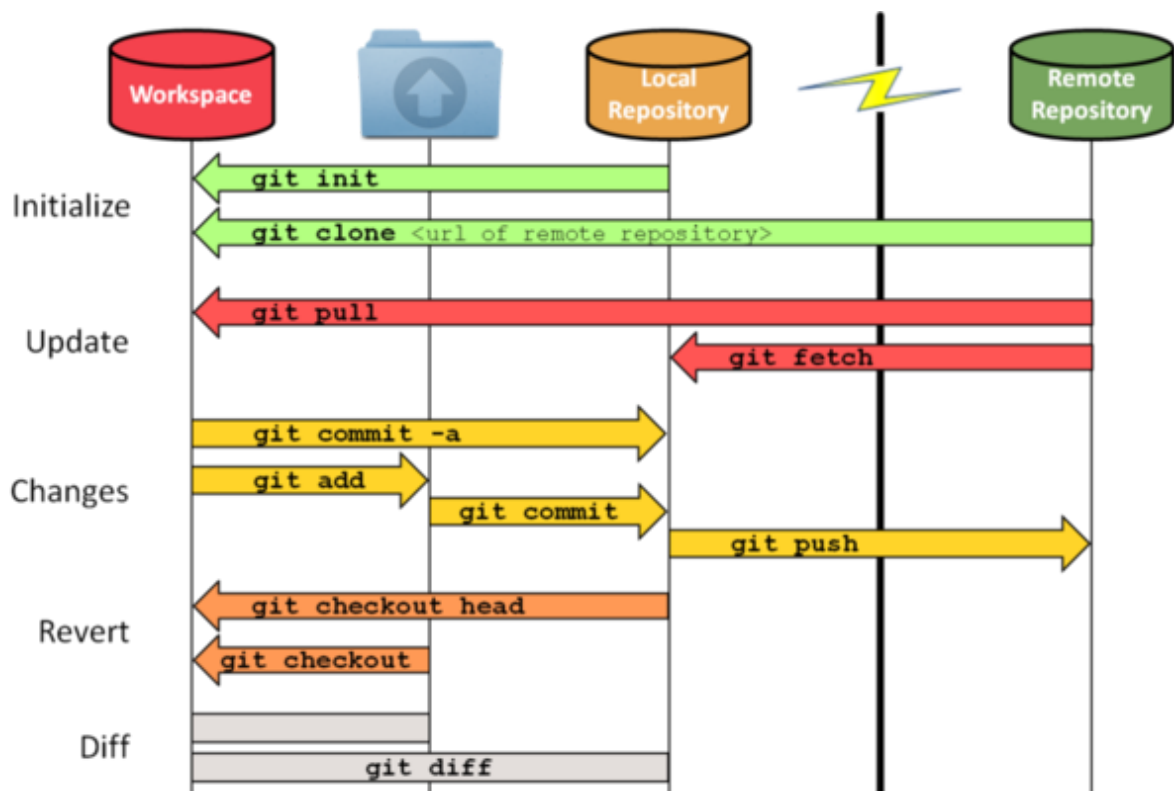 Workspace
Local
Repository
Remote
Repository
Initialize
git init
git clone <url of remote repository>
Update
git pull
git fetch
Changes
git commit -a
git add
git commit
git push
Revert
git checkout head
git checkout
Diff
git diff